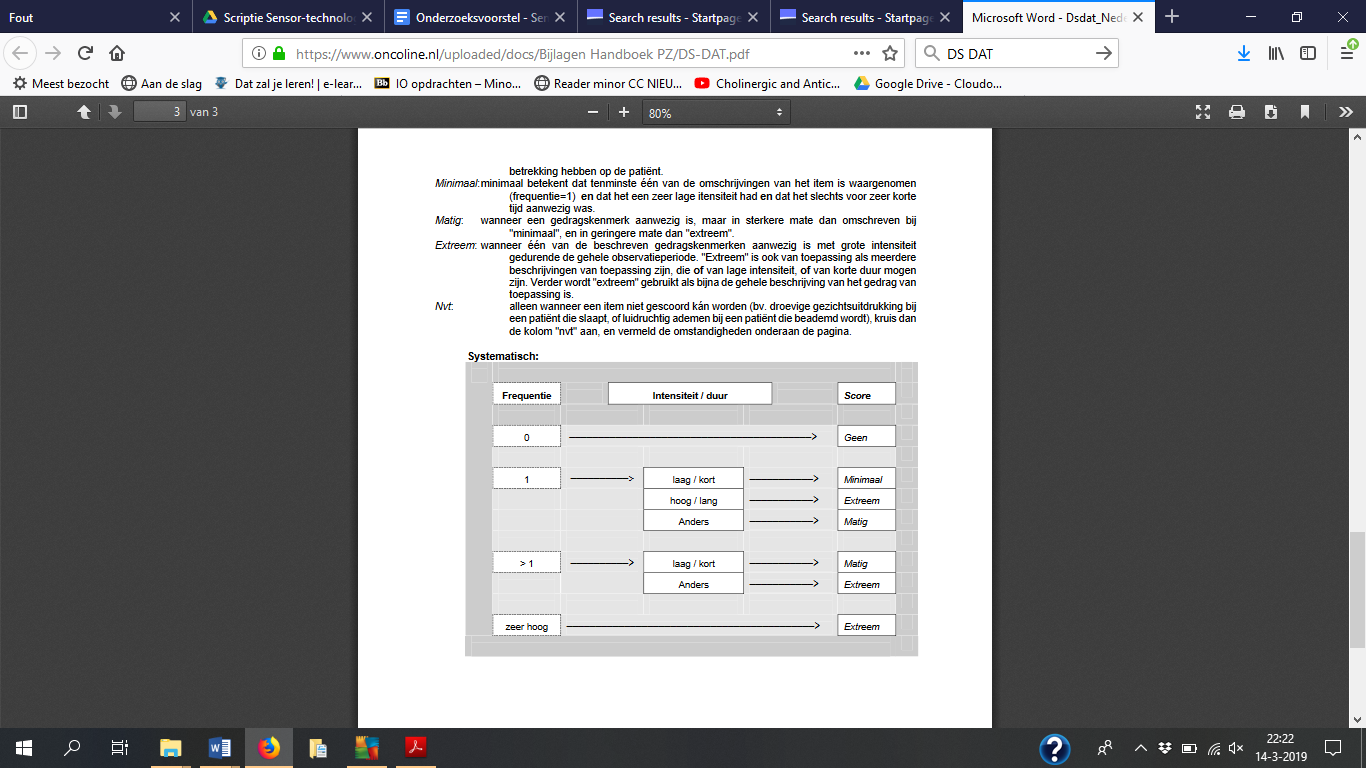 Fout
Scriptie Sensor-technolo
Onderzoeksvoorstel - Sen
Search results - Startpage
Search results - Startpage
Microsoft Word - Dsdat_Nede
https://www.oncoline.nl/uploaded/docs/Bijlagen Handboek PZ/DS-DAT.pdf
DS DAT
Meest bezocht
Aan de slag
Dat zal je leren! | e-lear...
Bb IO opdrachten – Mino...
Reader minor CC NIEU...
Cholinergic and Antic...
Google Drive - Cloudo...
3 van 3
80%
betrekking hebben op de patiënt.
Minimaal:minimaal betekent dat tenminste één van de omschrijvingen van het item is waargenomen
(frequentie=1) en dat het een zeer lage itensiteit had en dat het slechts voor zeer korte
tijd aanwezig was.
Matig: wanneer een gedragskenmerk aanwezig is, maar in sterkere mate dan omschreven bij
"minimaal", en in geringere mate dan "extreem".
Extreem: wanneer één van de beschreven gedragskenmerken aanwezig is met grote intensiteit
gedurende de gehele observatieperiode. "Extreem" is ook van toepassing als meerdere
beschrijvingen van toepassing zijn, die of van lage intensiteit, of van korte duur mogen
zijn. Verder wordt "extreem" gebruikt als bijna de gehele beschrijving van het gedrag van
toepassing is.
Nvt: alleen wanneer een item niet gescoord kán worden (bv. droevige gezichtsuitdrukking bij
een patiënt die slaapt, of luidruchtig ademen bij een patiënt die beademd wordt), kruis dan
de kolom "nvt" aan, en vermeld de omstandigheden onderaan de pagina.
Systematisch:
Frequentie Intensiteit / duur Score
0 Geen
1 laag / kort Minimaal
hoog / lang Extreem
Anders Matig
> 1 laag / kort Matig
Anders Extreem
zeer hoog Extreem
22:22
14-3-2019